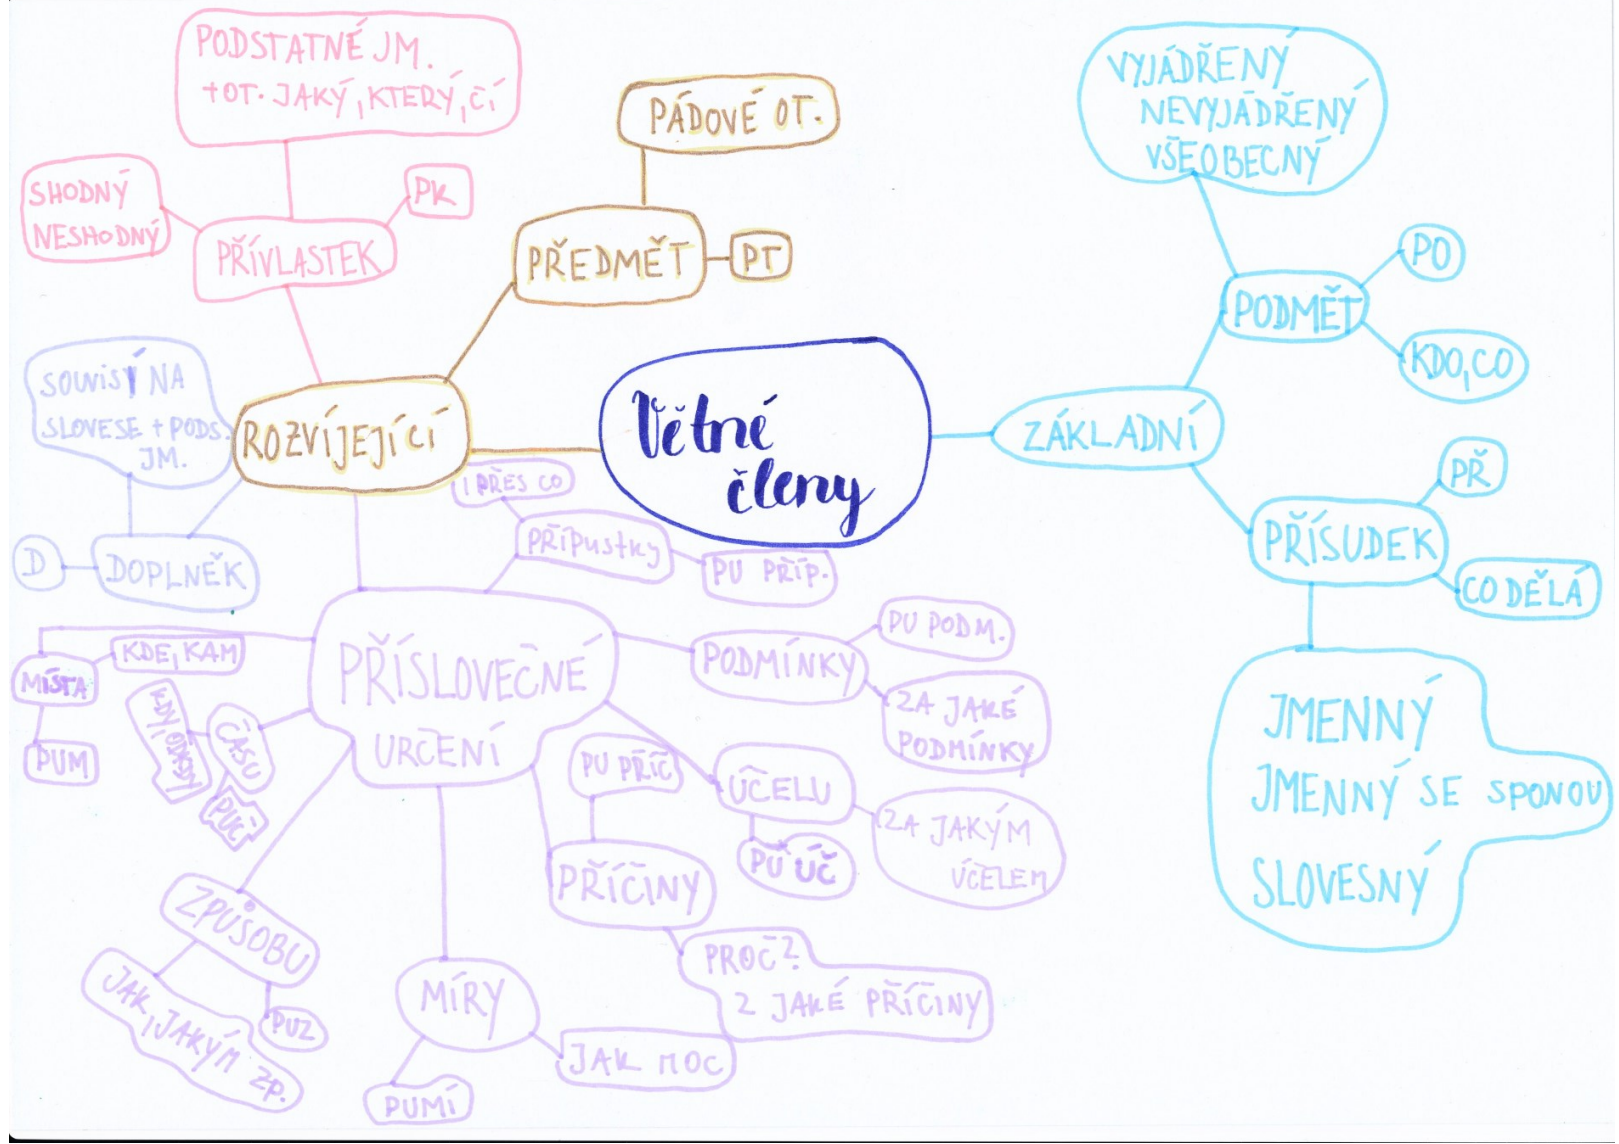 PODSTATNÉ JM.
+OT. JAKÝ, KTERÝ, ČÍ
SHODNÝ
NESHODNÝ
PK
PŘÍVLASTEK
PÁDOVÉ OT.
PŘEDMĚT
PT
VYJÁDŘENÝ
NEVYJÁDŘENÝ
VŠEOBECNÝ
PO
PODMĚT
KDO, CO
SOUVISÍ NA
SLOVESE + PODS.
JM.
ROZVÍJEJÍCÍ
Větné
členy
ZÁKLADNÍ
PŘ
PŘÍSUDEK
CO DĚLÁ
JMENNÝ
JMENNÝ SE SPONOU
SLOVESNÝ
D
DOPLNĚK
I PŘES CO
PŘÍPUSTKY
PU PŘÍP.
PŘÍSLOVEČNÉ
URČENÍ
KDE, KAM
MÍSTA
PUM
KDY, ODKDY
ČASU
PUČ
PODMÍNKY
PU PODM.
ZA JAKÉ
PODMÍNKY
PU PŘÍČ
ÚČELU
PU ÚČ
ZA JAKÝM
ÚČELEM
PŘÍČINY
PROČ?
Z JAKÉ PŘÍČINY
ZPŮSOBU
JAK, JAKÝM ZP.
PUZ
MÍRY
JAK MOC
PUMÍ